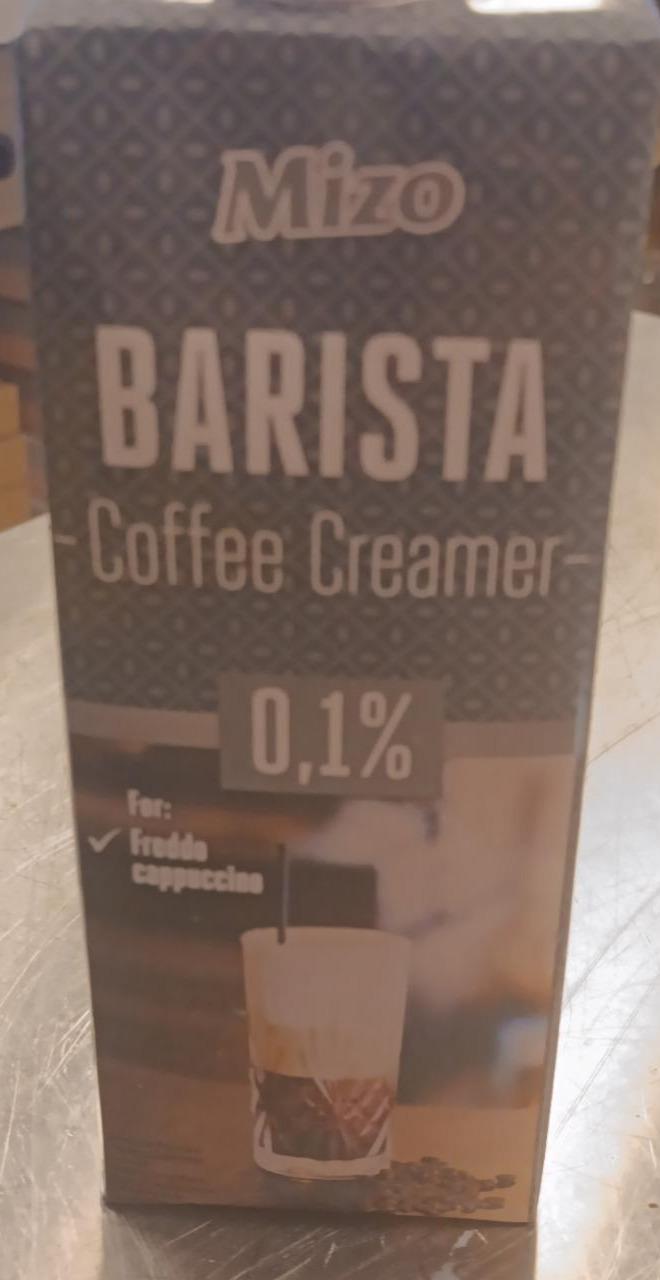 Mizo
BARISTA
-Coffee Creamer-
0,1%
For:
✓ Freddo
cappuccino